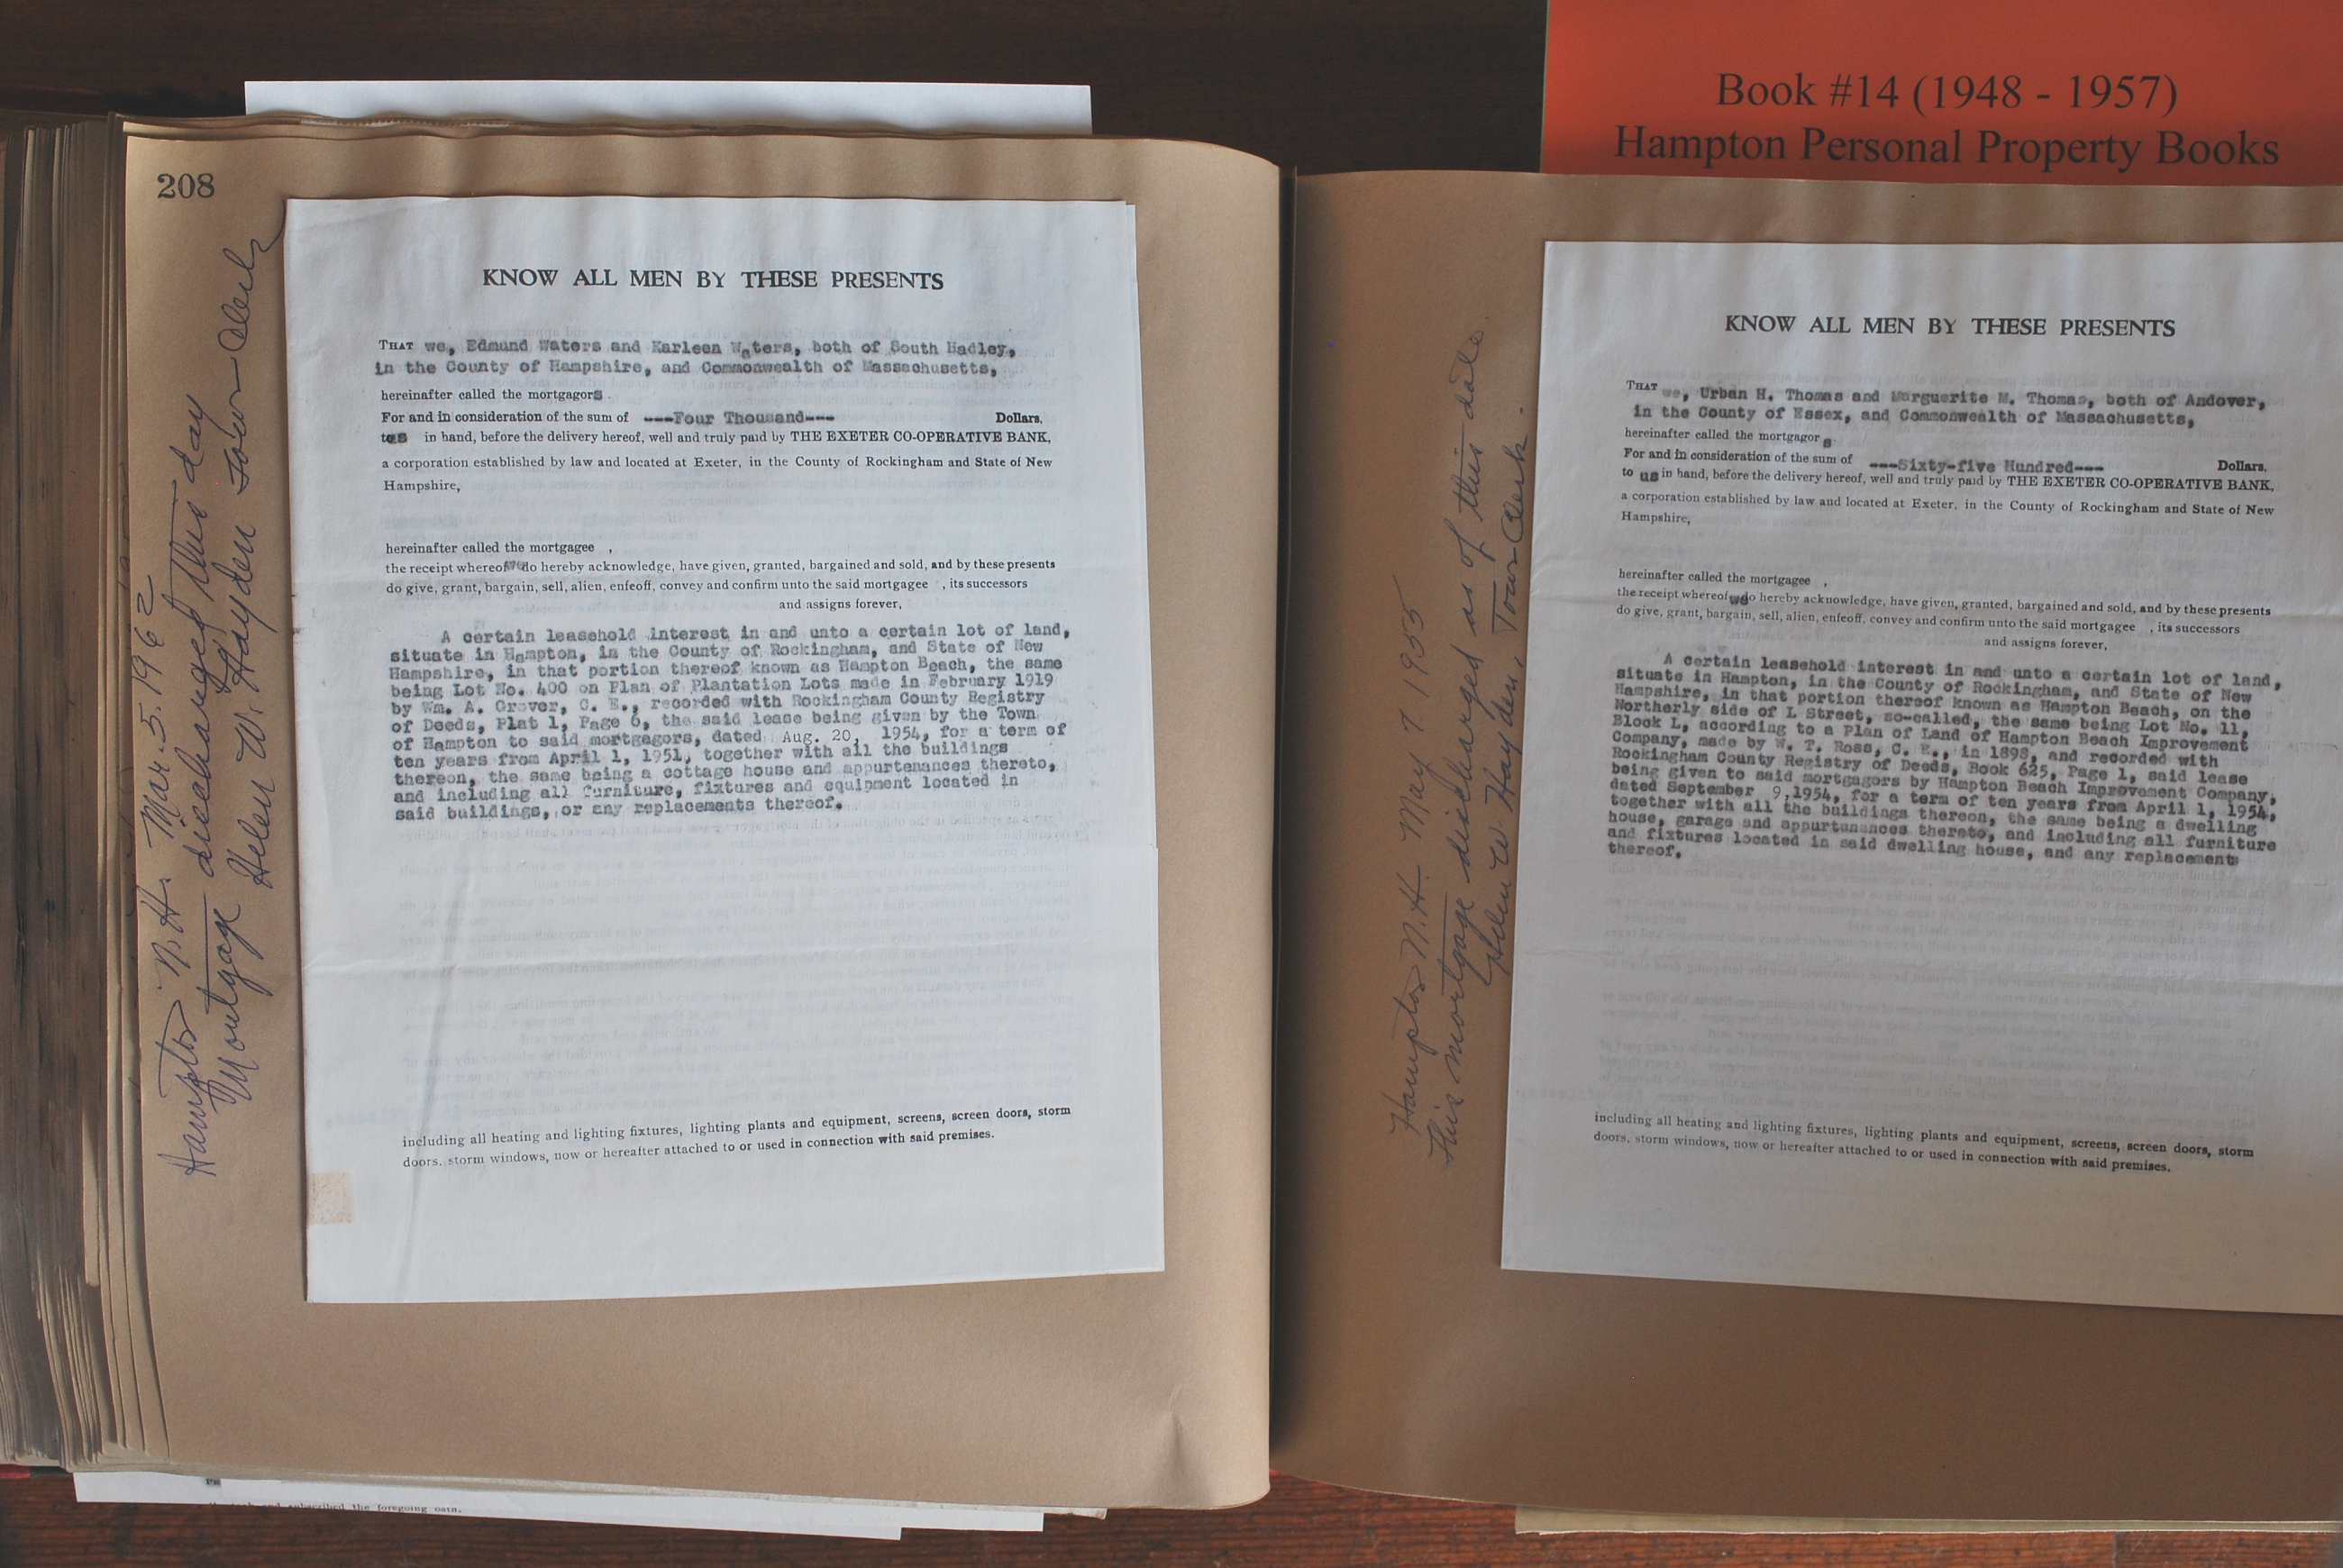 Book #14 (1948 - 1957)
Hampton Personal Property Books
208
Hampton N.H. Mar. 5. 1962
Mortgage discharged this day
Helen W. Hayden Town Clerk
KNOW ALL MEN BY THESE PRESENTS
THAT we, Edmund Waters and Karleen Waters, both of South Hadley,
in the County of Hampshire, and Commonwealth of Massachusetts,
hereinafter called the mortgagors
For and in consideration of the sum of ---Four Thousand--- Dollars,
to us in hand, before the delivery hereof, well and truly paid by THE EXETER CO-OPERATIVE BANK,
a corporation established by law and located at Exeter, in the County of Rockingham and State of New
Hampshire,
hereinafter called the mortgagee ,
the receipt whereof we do hereby acknowledge, have given, granted, bargained and sold, and by these presents
do give, grant, bargain, sell, alien, enfeoff, convey and confirm unto the said mortgagee , its successors
and assigns forever,
A certain leasehold interest in and unto a certain lot of land,
situate in Hampton, in the County of Rockingham, and State of New
Hampshire, in that portion thereof known as Hampton Beach, the same
being Lot No. 400 on Plan of Plantation Lots made in February 1919
by Wm. A. Grover, C. E., recorded with Rockingham County Registry
of Deeds, Plat 1, Page 6, the said lease being given by the Town
of Hampton to said mortgagors, dated Aug. 20, 1954, for a term of
ten years from April 1, 1951, together with all the buildings
thereon, the same being a cottage house and appurtenances thereto,
and including all furniture, fixtures and equipment located in
said buildings, or any replacements thereof.
including all heating and lighting fixtures, lighting plants and equipment, screens, screen doors, storm
doors, storm windows, now or hereafter attached to or used in connection with said premises.
and subscribed the foregoing oath.
Hampton N.H. May 7 1955
This mortgage discharged as of this date.
Helen W. Hayden, Town Clerk.
KNOW ALL MEN BY THESE PRESENTS
THAT we, Urban H. Thomas and Marguerite M. Thomas, both of Andover,
in the County of Essex, and Commonwealth of Massachusetts,
hereinafter called the mortgagor s
For and in consideration of the sum of ---Sixty-five Hundred--- Dollars,
to us in hand, before the delivery hereof, well and truly paid by THE EXETER CO-OPERATIVE BANK,
a corporation established by law and located at Exeter, in the County of Rockingham and State of New
Hampshire,
hereinafter called the mortgagee ,
the receipt whereof we do hereby acknowledge, have given, granted, bargained and sold, and by these presents
do give, grant, bargain, sell, alien, enfeoff, convey and confirm unto the said mortgagee , its successors
and assigns forever,
A certain leasehold interest in and unto a certain lot of land,
situate in Hampton, in the County of Rockingham, and State of New
Hampshire, in that portion thereof known as Hampton Beach, on the
Northerly side of L Street, so-called, the same being Lot No. 11,
Block L, according to a Plan of Land of Hampton Beach Improvement
Company, made by W. T. Ross, C. E., in 1898, and recorded with
Rockingham County Registry of Deeds, Book 625, Page 1, said lease
being given to said mortgagors by Hampton Beach Improvement Company,
dated September 9,1954, for a term of ten years from April 1, 1954,
together with all the buildings thereon, the same being a dwelling
house, garage and appurtenances thereto, and including all furniture
and fixtures located in said dwelling house, and any replacements
thereof.
including all heating and lighting fixtures, lighting plants and equipment, screens, screen doors, storm
doors, storm windows, now or hereafter attached to or used in connection with said premises.